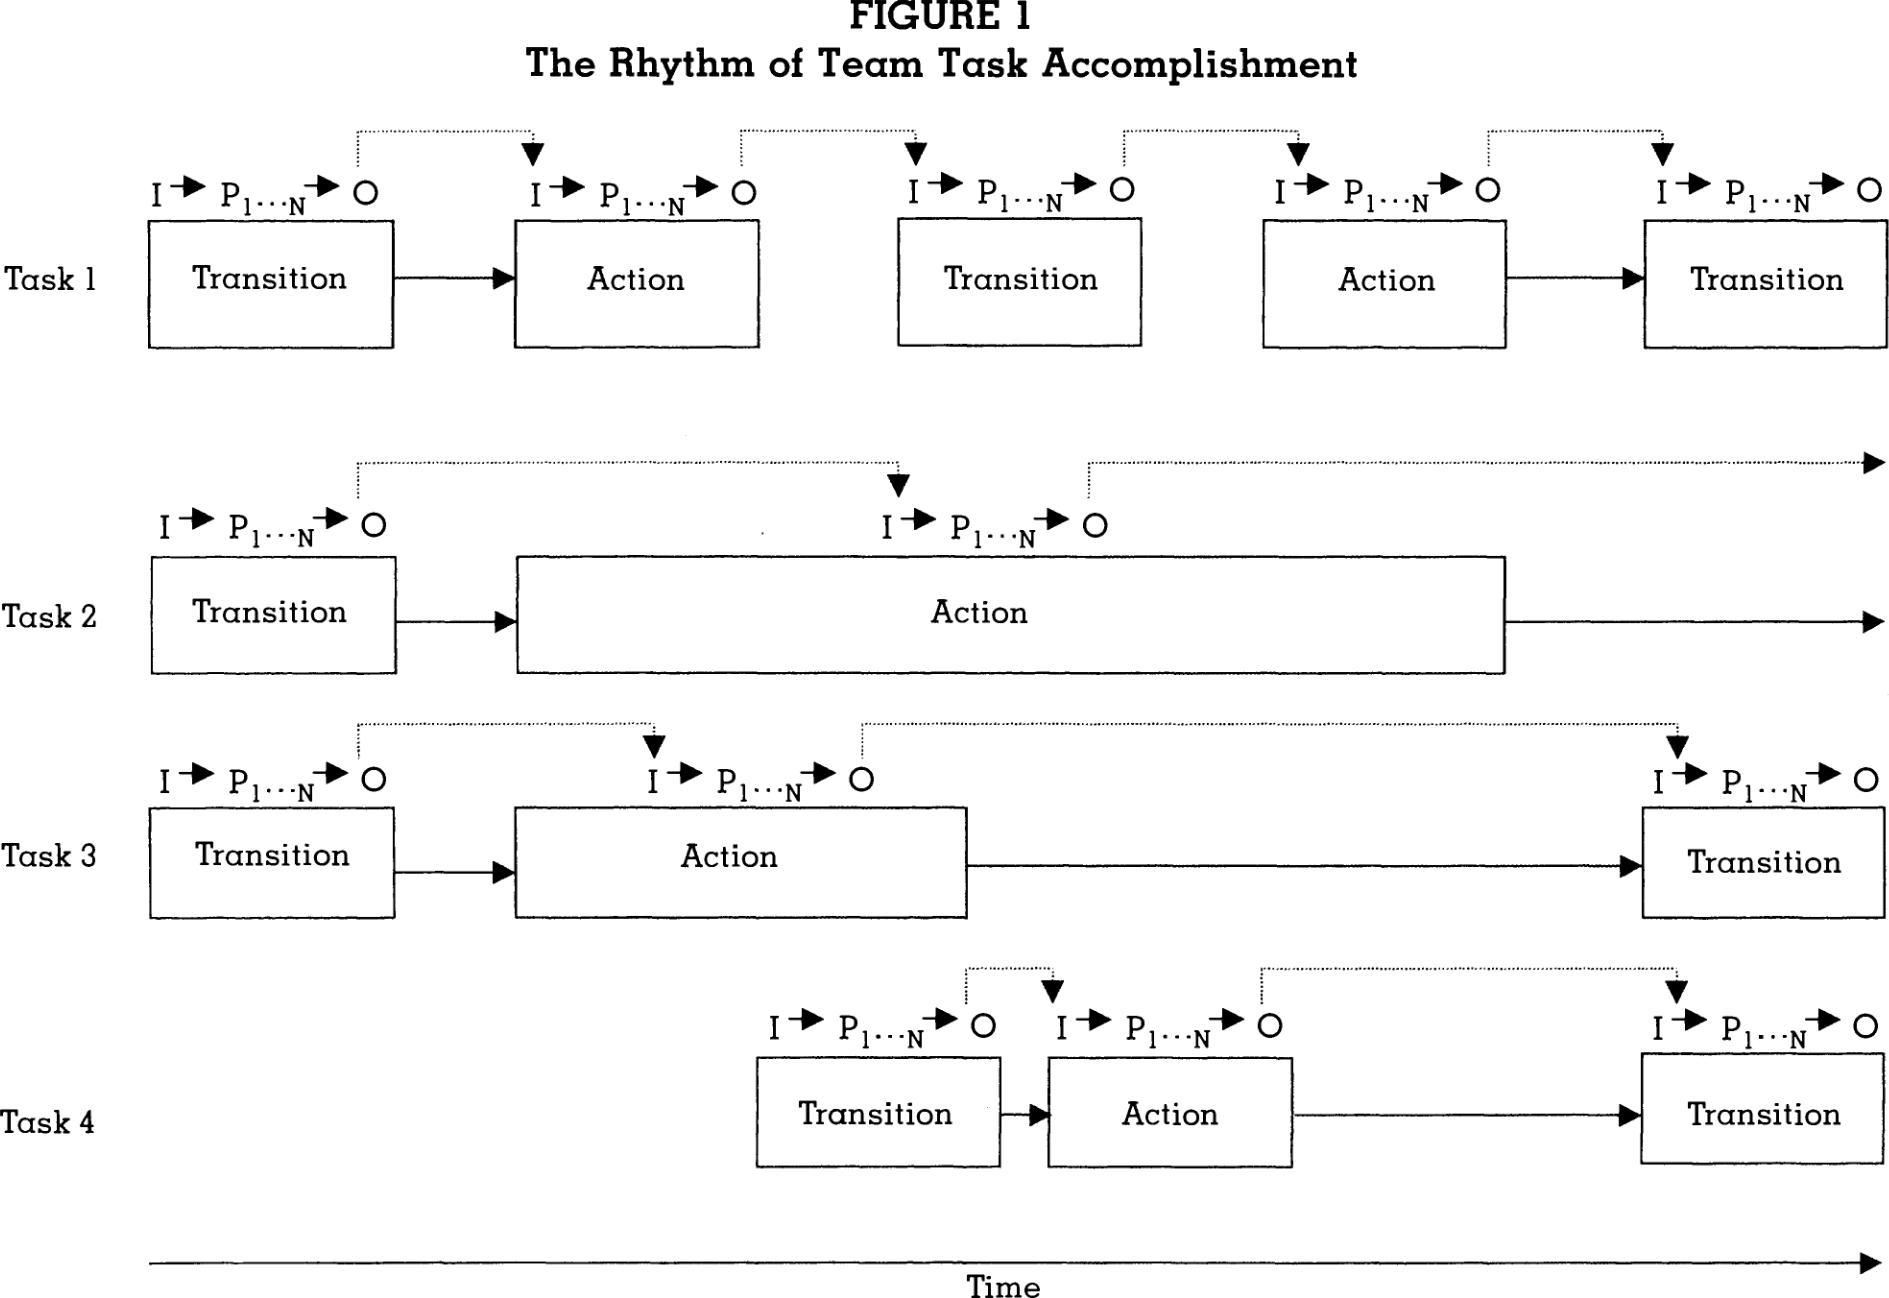 FIGURE 1
The Rhythm of Team Task Accomplishment
I P1...N O I P1...N O I P1...N O I P1...N O I P1...N O
Task 1 Transition Action Transition Action Transition
I P1...N O I P1...N O
Task 2 Transition Action
I P1...N O I P1...N O I P1...N O
Task 3 Transition Action Transition
I P1...N O I P1...N O I P1...N O
Task 4 Transition Action Transition
Time